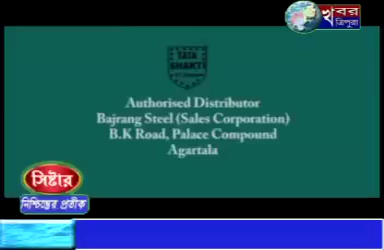 খবর
ত্রিপুরা
TATA
SHAKTI
Authorised Distributor
Bajrang Steel (Sales Corporation)
B.K Road, Palace Compound
Agartala
সিষ্টার
নিশ্চিন্তের প্রতীক